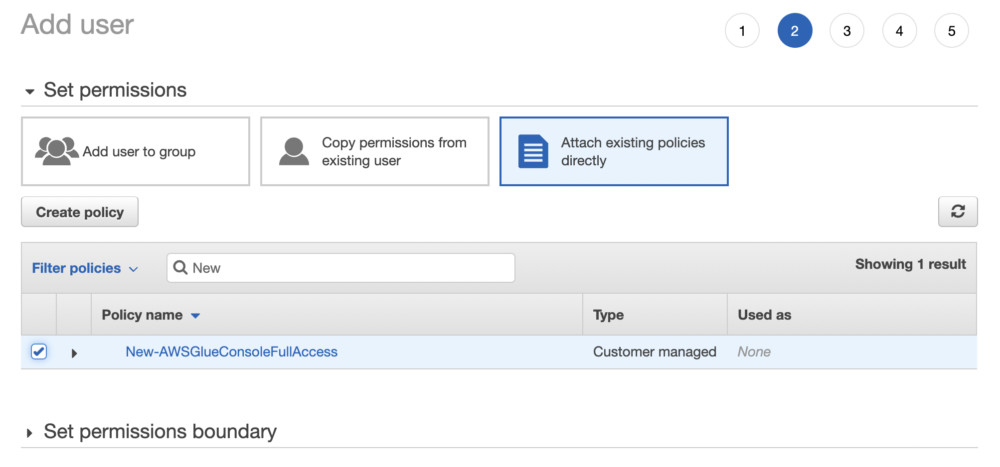 Add user
1 2 3 4 5
Set permissions
Add user to group
Copy permissions from
existing user
Attach existing policies
directly
Create policy
Filter policies
New
Showing 1 result
Policy name Type Used as
New-AWSGlueConsoleFullAccess Customer managed None
Set permissions boundary